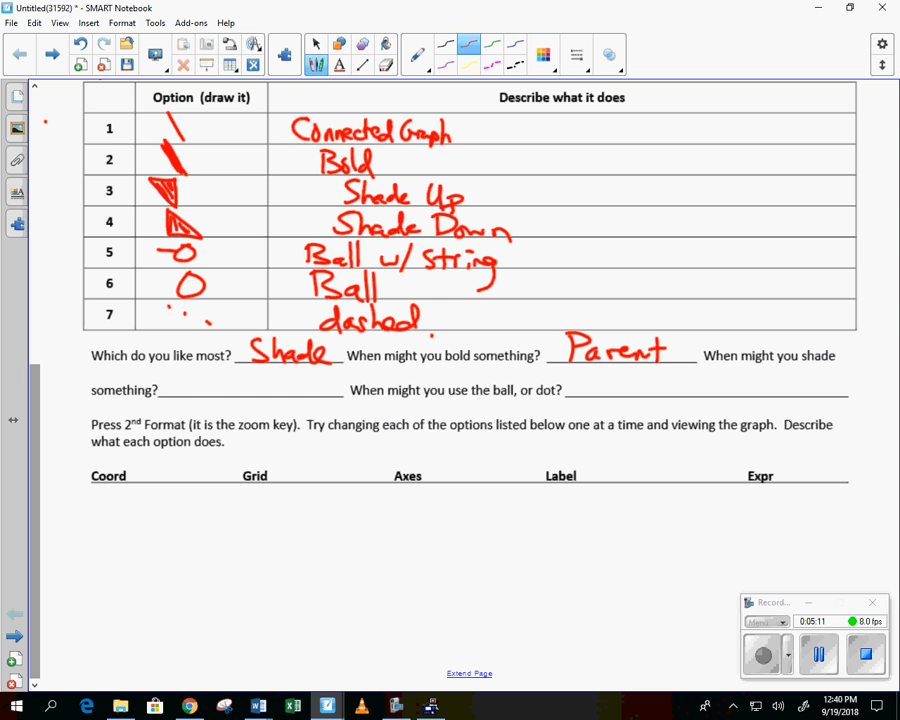 Untitled(31592) * - SMART Notebook
File Edit View Insert Format Tools Add-ons Help
Option (draw it) Describe what it does
1 Connected Graph
2 Bold
3 Shade Up
4 Shade Down
5 Ball w/ string
6 Ball
7 dashed
Which do you like most? Shade When might you bold something? Parent When might you shade
something? When might you use the ball, or dot?
Press 2nd Format (it is the zoom key). Try changing each of the options listed below one at a time and viewing the graph. Describe
what each option does.
Coord Grid Axes Label Expr
Record...
Menu 0:05:11 8.0 fps
Extend Page
12:40 PM
9/19/2018